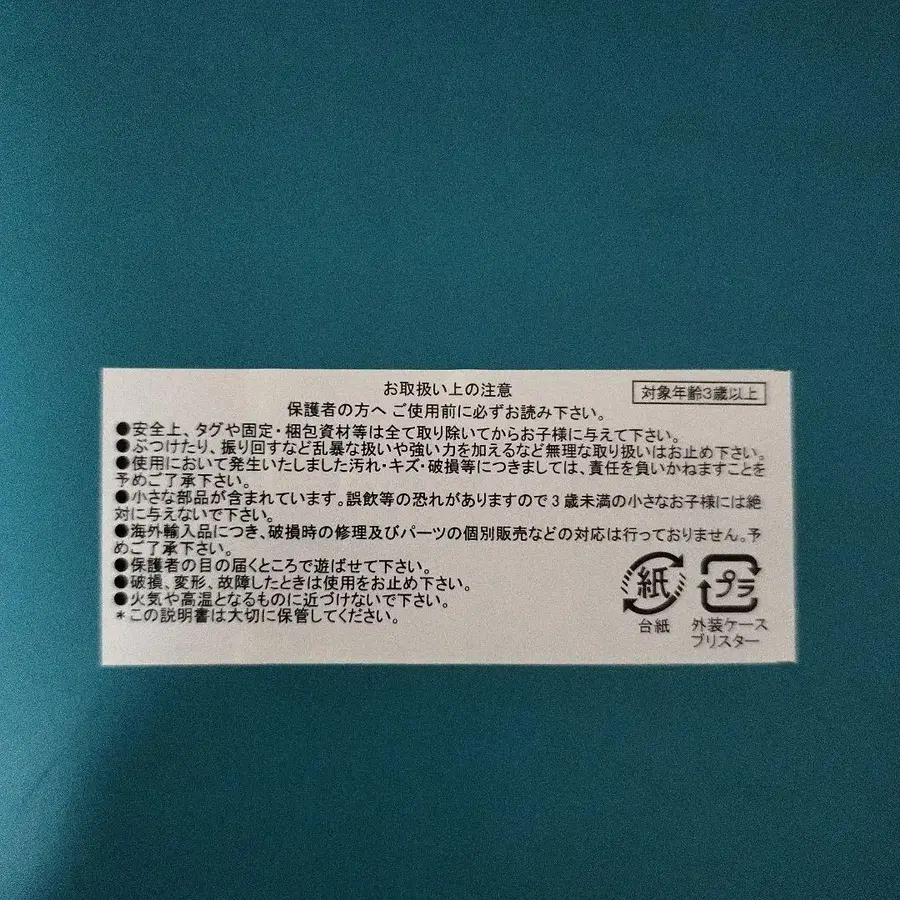 お取扱い上の注意
対象年齢3歳以上
保護者の方へ ご使用前に必ずお読み下さい。
●安全上、タグや固定・梱包資材等は全て取り除いてからお子様に与えて下さい。
●ぶつけたり、振り回すなど乱暴な扱いや強い力を加えるなど無理な取り扱いはお止め下さい。
●使用において発生いたしました汚れ・キズ・破損等につきましては、責任を負いかねますことを
予めご了承下さい。
●小さな部品が含まれています。誤飲等の恐れがありますので3歳未満の小さなお子様には絶
対に与えないで下さい。
●海外輸入品につき、破損時の修理及びパーツの個別販売などの対応は行っておりません。予
めご了承下さい。
●保護者の目の届くところで遊ばせて下さい。
●破損、変形、故障したときは使用をお止め下さい。
●火気や高温となるものに近づけないで下さい。
＊この説明書は大切に保管してください。
紙
プラ
台紙
外装ケース
ブリスター